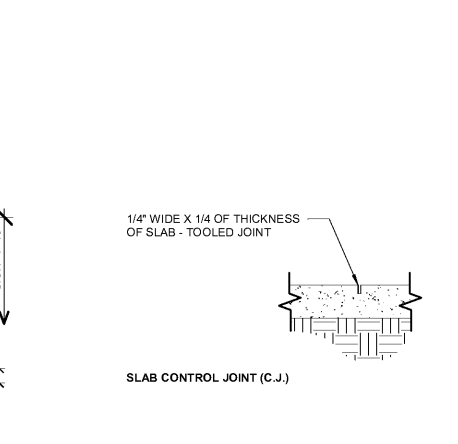 1/4" WIDE X 1/4 OF THICKNESS
OF SLAB - TOOLED JOINT
SLAB CONTROL JOINT (C.J.)